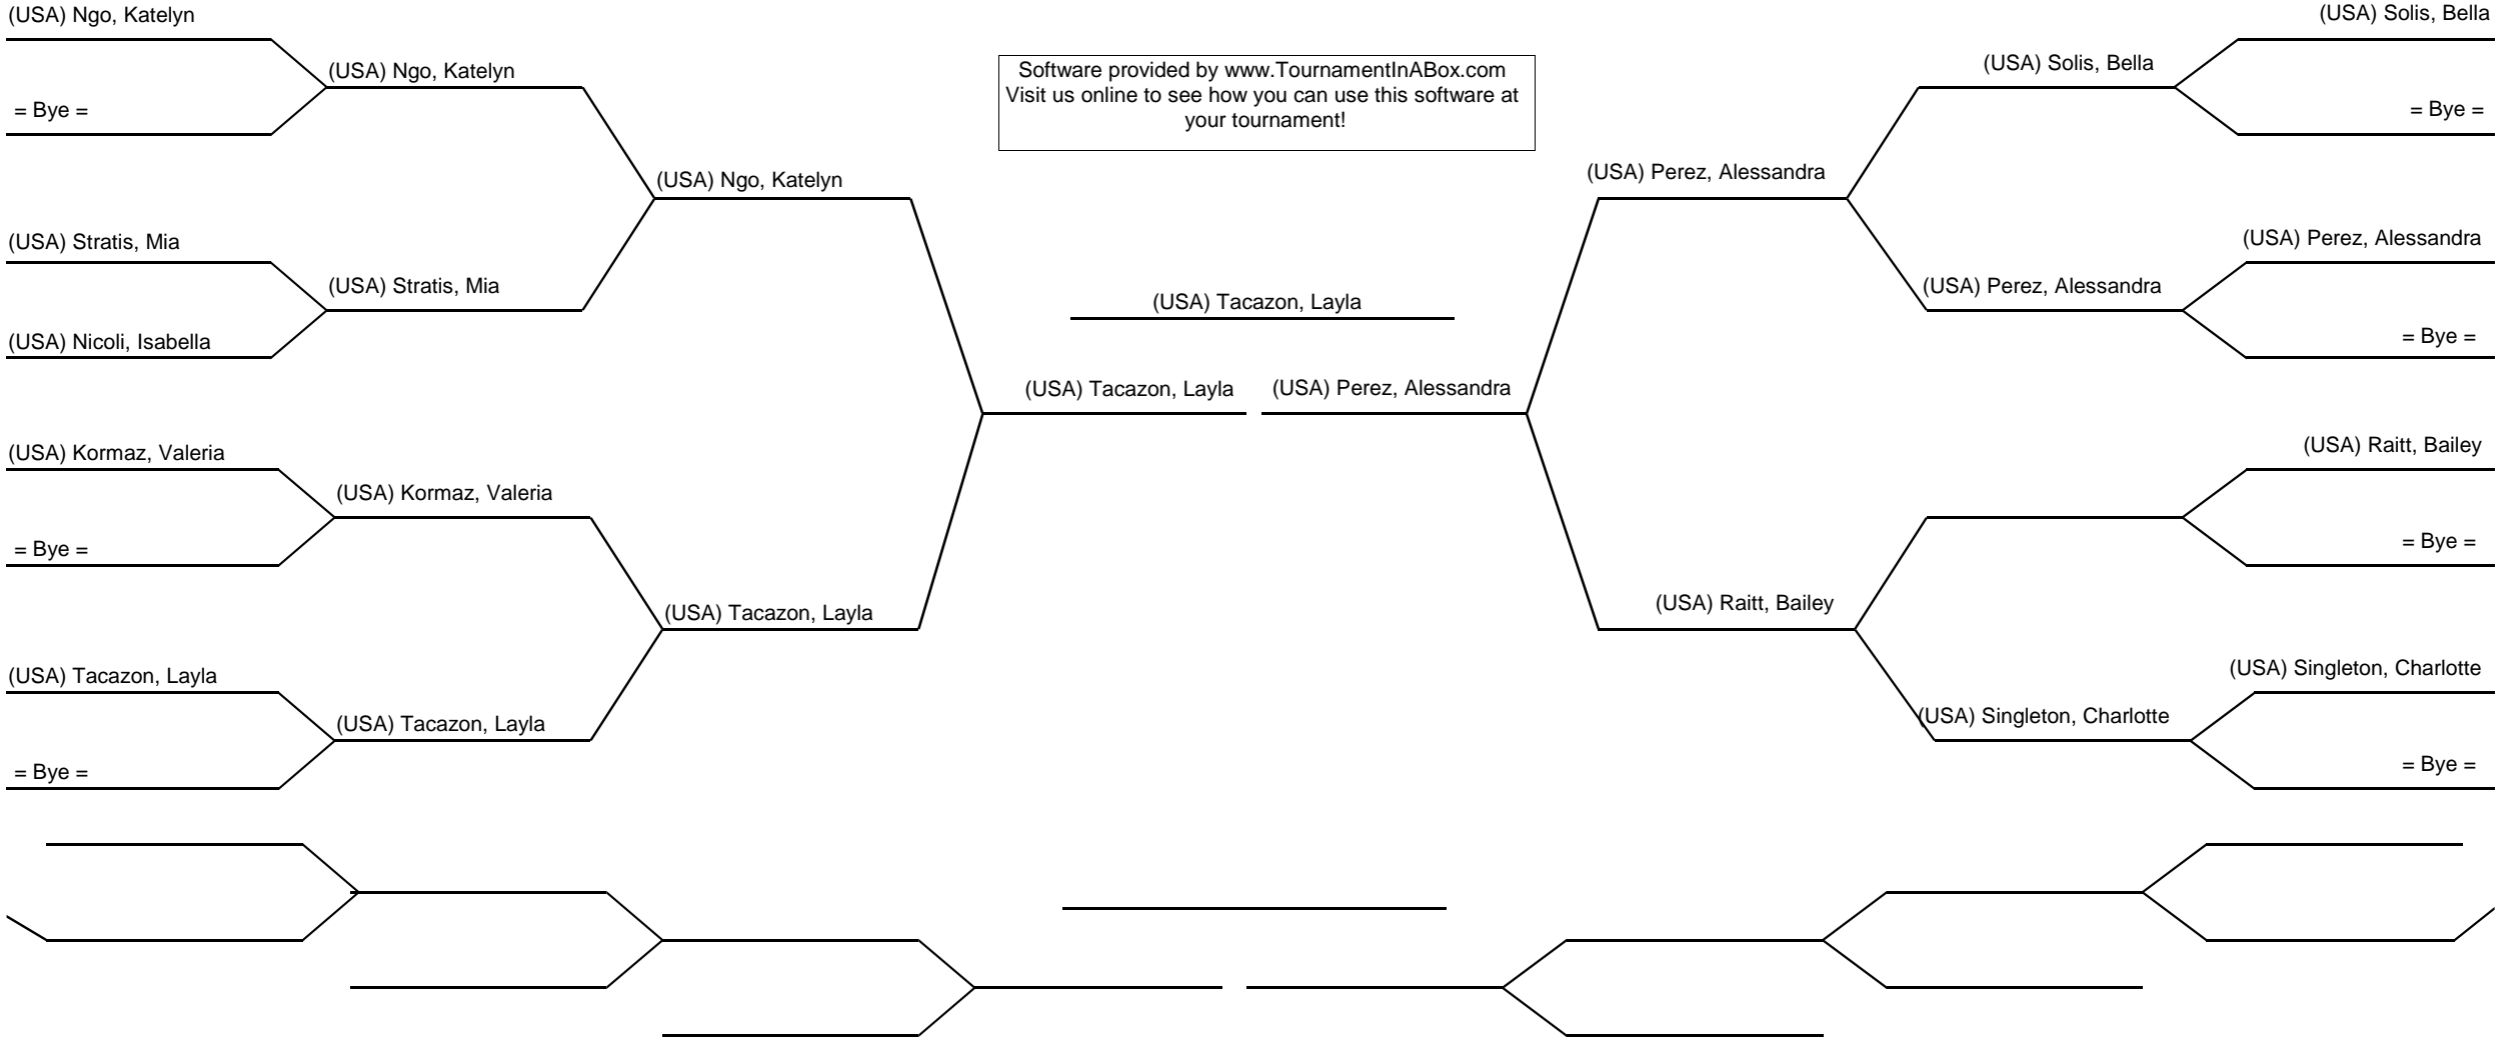 (USA) Ngo, Katelyn
= Bye =
(USA) Stratis, Mia
(USA) Nicoli, Isabella
(USA) Kormaz, Valeria
= Bye =
(USA) Tacazon, Layla
= Bye =
(USA) Ngo, Katelyn
(USA) Stratis, Mia
(USA) Kormaz, Valeria
(USA) Tacazon, Layla
(USA) Ngo, Katelyn
(USA) Tacazon, Layla
Software provided by www.TournamentInABox.com
Visit us online to see how you can use this software at
your tournament!
(USA) Tacazon, Layla
(USA) Tacazon, Layla
(USA) Perez, Alessandra
(USA) Perez, Alessandra
(USA) Raitt, Bailey
(USA) Solis, Bella
(USA) Perez, Alessandra
(USA) Singleton, Charlotte
(USA) Solis, Bella
= Bye =
(USA) Perez, Alessandra
= Bye =
(USA) Raitt, Bailey
= Bye =
(USA) Singleton, Charlotte
= Bye =